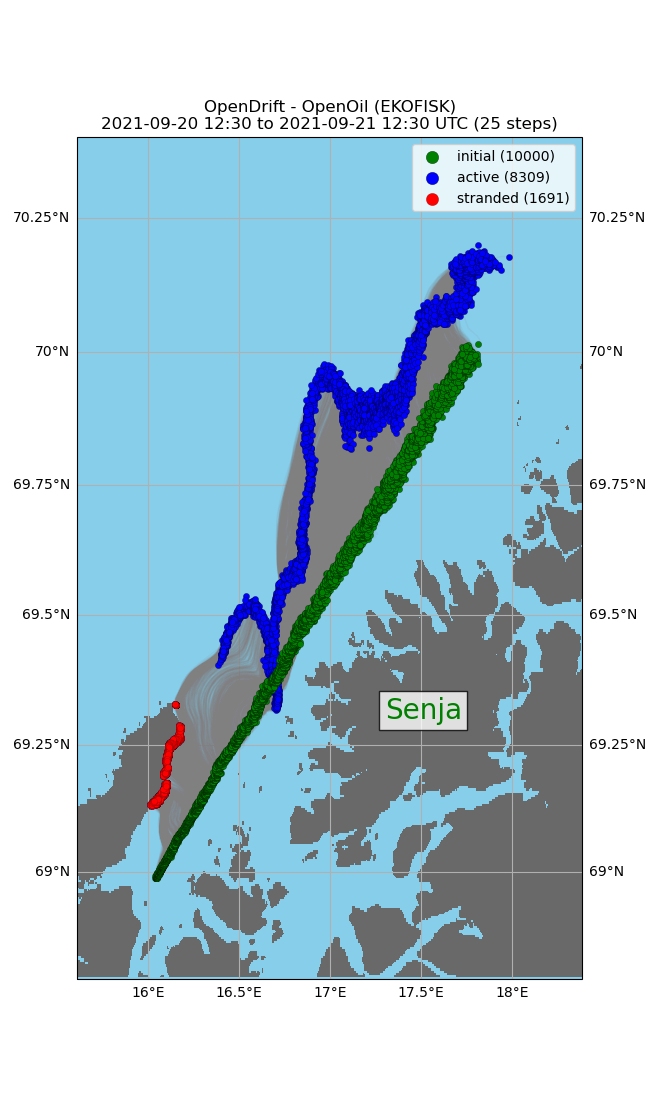 OpenDrift - OpenOil (EKOFISK)
2021-09-20 12:30 to 2021-09-21 12:30 UTC (25 steps)
initial (10000)
active (8309)
stranded (1691)
70.25°N 70.25°N
70°N 70°N
69.75°N 69.75°N
69.5°N 69.5°N
Senja
69.25°N 69.25°N
69°N 69°N
16°E 16.5°E 17°E 17.5°E 18°E